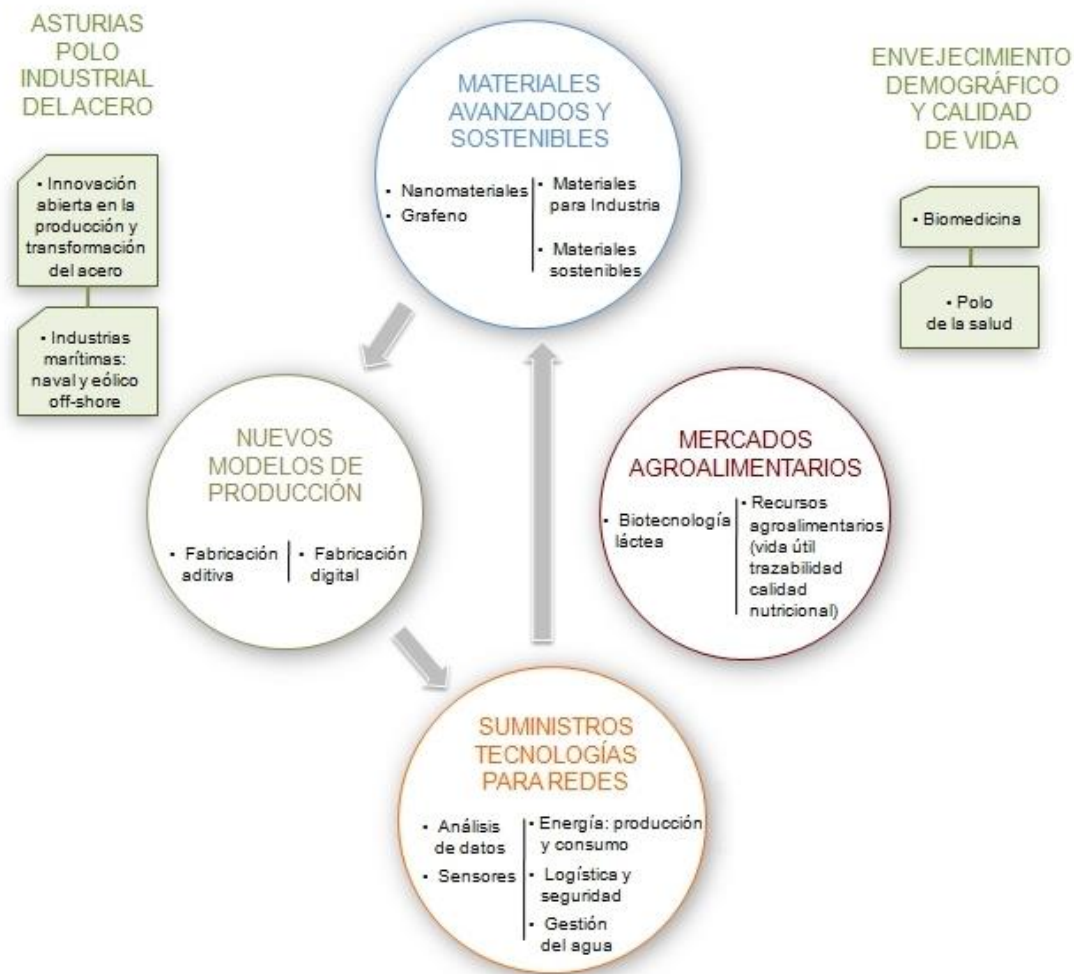 ASTURIAS
POLO
INDUSTRIAL
DEL ACERO
• Innovación
abierta en la
producción y
transformación
del acero
• Industrias
marítimas:
naval y eólico
off-shore
MATERIALES
AVANZADOS Y
SOSTENIBLES
• Nanomateriales
• Grafeno
• Materiales
para Industria
• Materiales
sostenibles
ENVEJECIMIENTO
DEMOGRÁFICO
Y CALIDAD
DE VIDA
• Biomedicina
• Polo
de la salud
NUEVOS
MODELOS DE
PRODUCCIÓN
• Fabricación
aditiva
• Fabricación
digital
MERCADOS
AGROALIMENTARIOS
• Biotecnología
láctea
• Recursos
agroalimentarios
(vida útil
trazabilidad
calidad
nutricional)
SUMINISTROS
TECNOLOGÍAS
PARA REDES
• Análisis
de datos
• Sensores
• Energía: producción
y consumo
• Logística y
seguridad
• Gestión
del agua